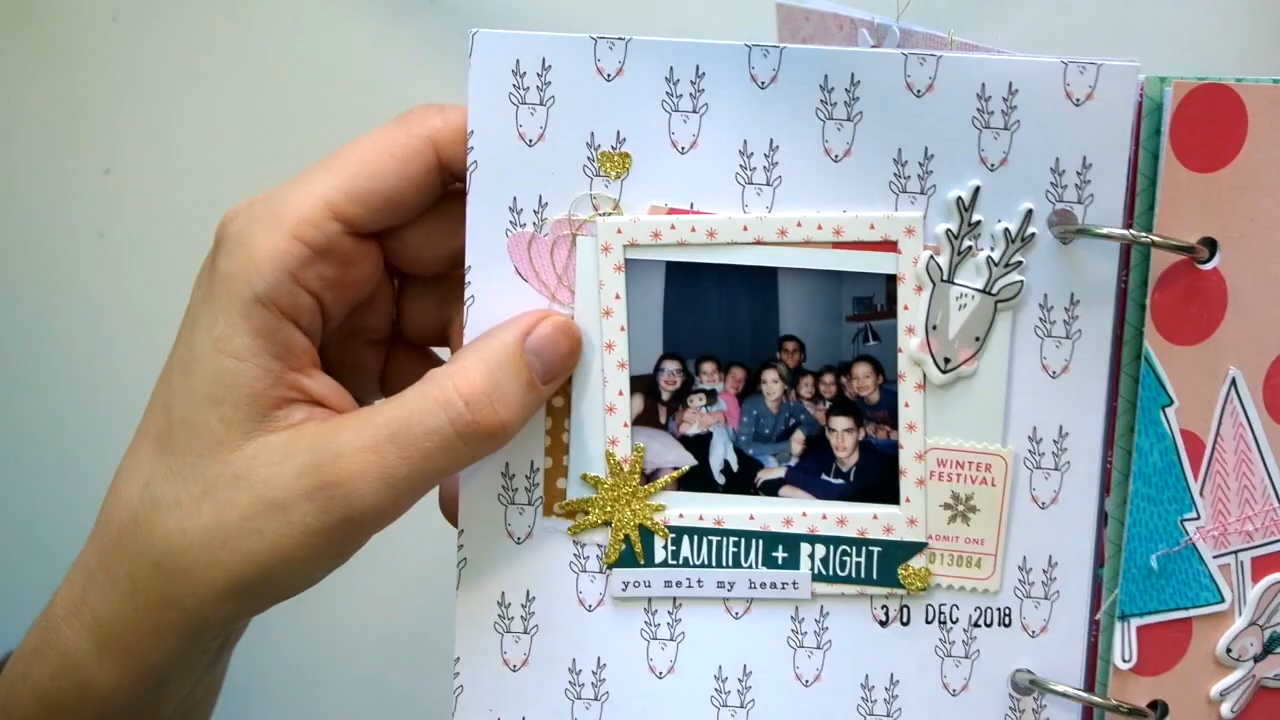 WINTER
FESTIVAL
ADMIT ONE
013084
BEAUTIFUL + BRIGHT
you melt my heart
30 DEC 2018